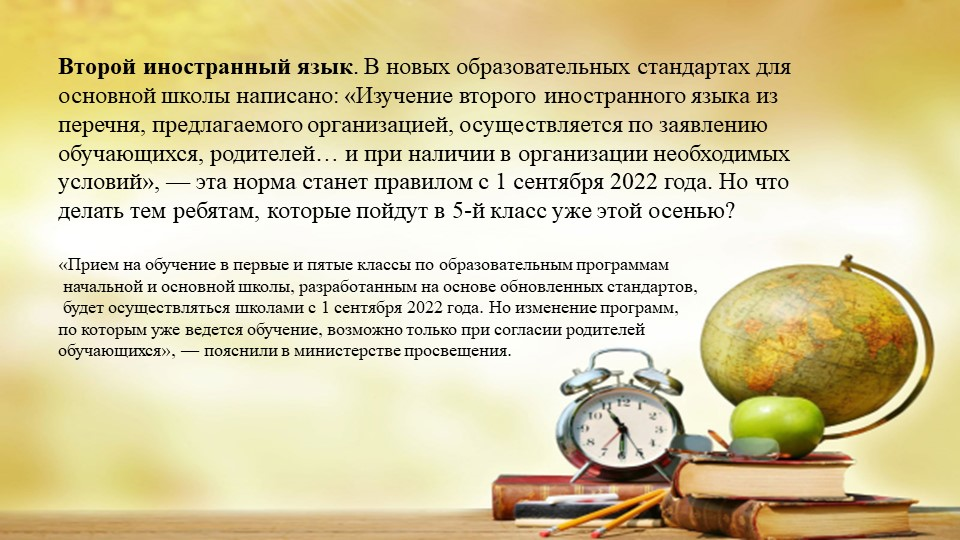 Второй иностранный язык. В новых образовательных стандартах для
основной школы написано: «Изучение второго иностранного языка из
перечня, предлагаемого организацией, осуществляется по заявлению
обучающихся, родителей… и при наличии в организации необходимых
условий», — эта норма станет правилом с 1 сентября 2022 года. Но что
делать тем ребятам, которые пойдут в 5-й класс уже этой осенью?
«Прием на обучение в первые и пятые классы по образовательным программам
начальной и основной школы, разработанным на основе обновленных стандартов,
будет осуществляться школами с 1 сентября 2022 года. Но изменение программ,
по которым уже ведется обучение, возможно только при согласии родителей
обучающихся», — пояснили в министерстве просвещения.